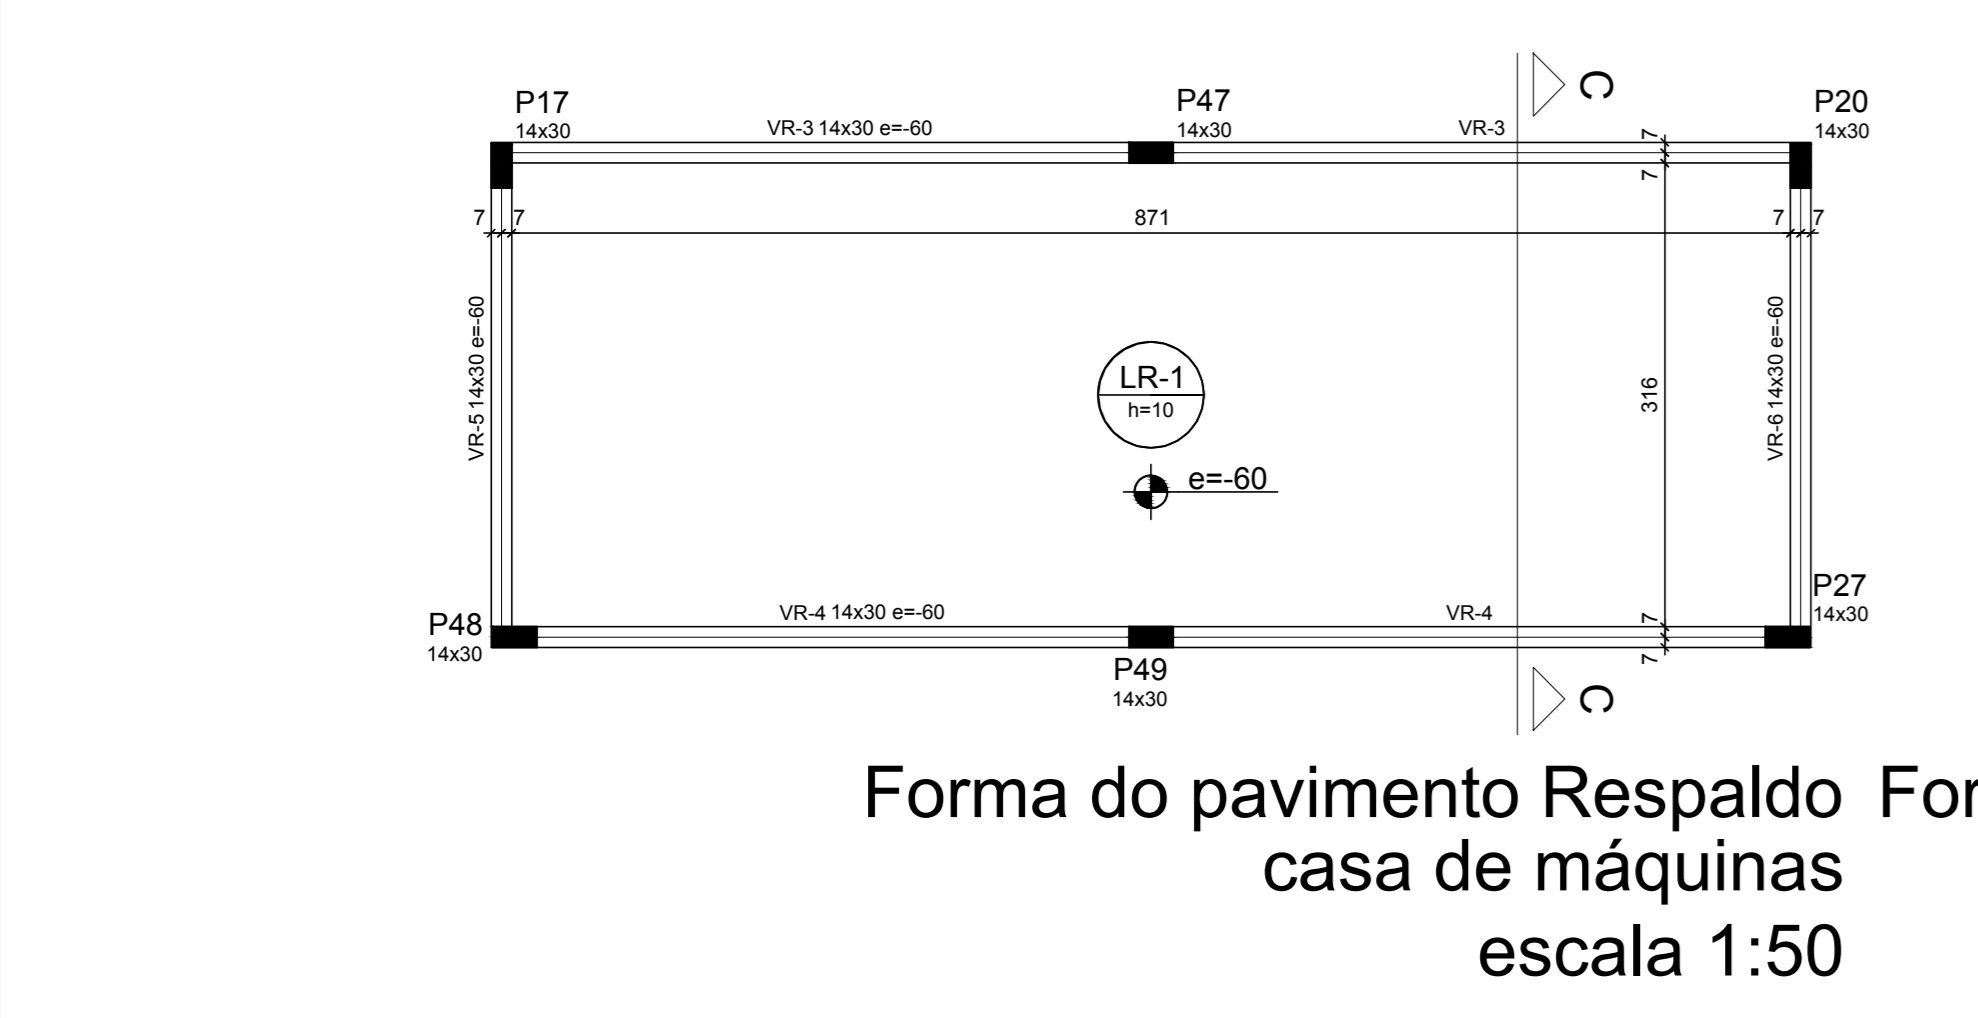 C
P17
14x30
VR-3 14x30 e=-60
P47
14x30
VR-3
7
7
P20
14x30
7 7
871
7 7
VR-5 14x30 e=-60
LR-1
h=10
e=-60
316
VR-6 14x30 e=-60
P48
14x30
VR-4 14x30 e=-60
P49
14x30
VR-4
7
7
P27
14x30
C
Forma do pavimento Respaldo
casa de máquinas
escala 1:50
For